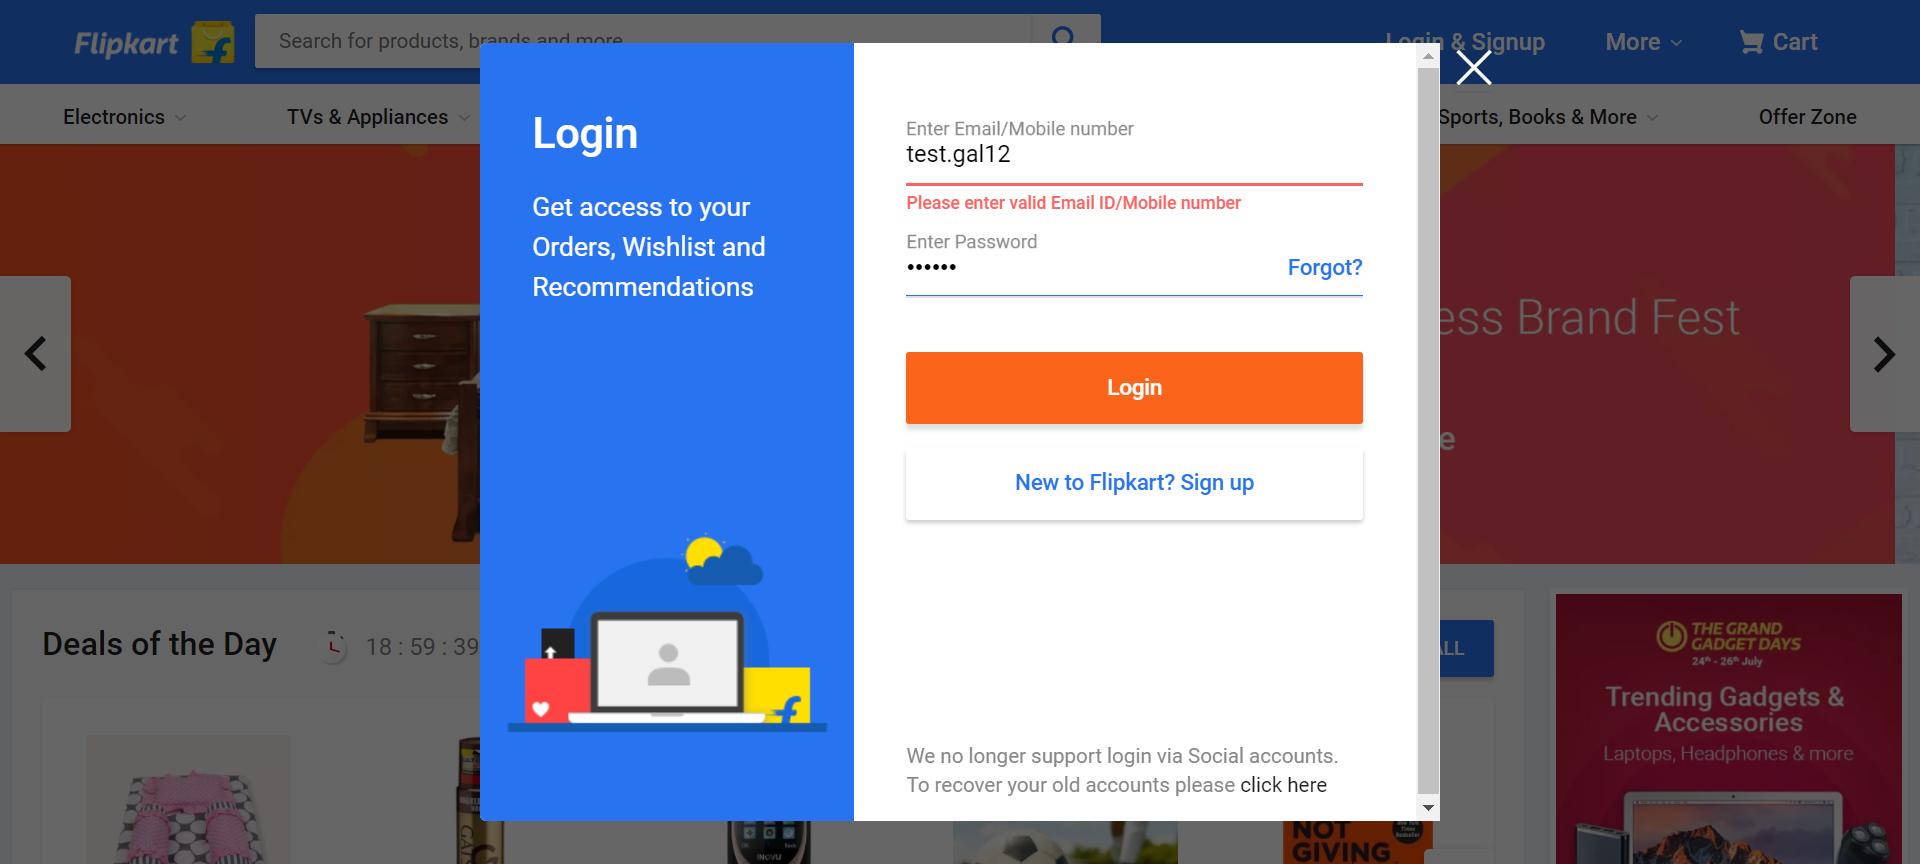 Flipkart
Search for products, brands and more
Login & Signup
More
Cart
Electronics
TVs & Appliances
Sports, Books & More
Offer Zone
Login
Get access to your
Orders, Wishlist and
Recommendations
Enter Email/Mobile number
test.gal12
Please enter valid Email ID/Mobile number
Enter Password
••••••
Forgot?
Login
New to Flipkart? Sign up
We no longer support login via Social accounts.
To recover your old accounts please click here
ess Brand Fest
e
Deals of the Day
18 : 59 : 39
ALL
THE GRAND
GADGET DAYS
24th - 26th July
Trending Gadgets &
Accessories
Laptops, Headphones & more
INOVU
NOT
GIVING